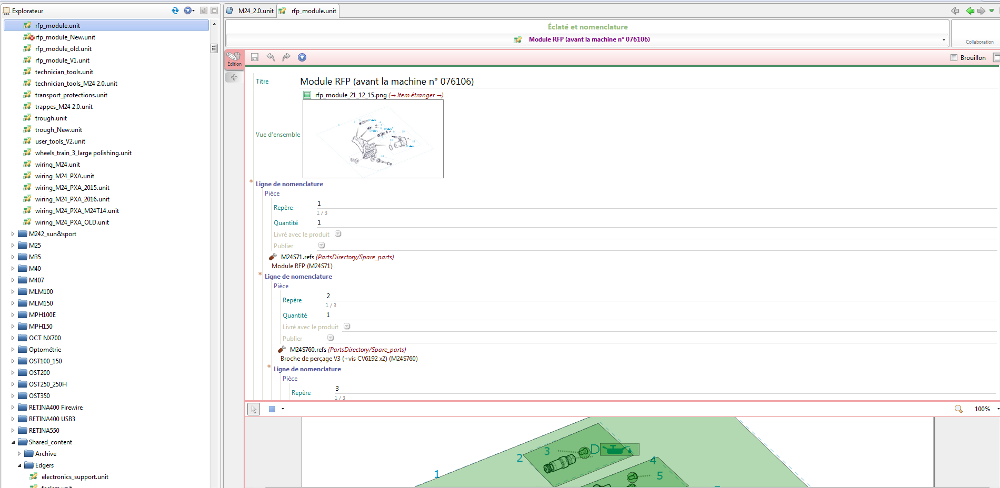 Explorateur
rfp_module.unit
rfp_module_New.unit
rfp_module_old.unit
rfp_module_V1.unit
technician_tools.unit
technician_tools_M24 2.0.unit
transport_protections.unit
trappes_M24 2.0.unit
trough.unit
trough_New.unit
user_tools_V2.unit
wheels_train_3_large polishing.unit
wiring_M24.unit
wiring_M24_PXA.unit
wiring_M24_PXA_2015.unit
wiring_M24_PXA_2016.unit
wiring_M24_PXA_M24T14.unit
wiring_M24_PXA_OLD.unit
M242_sun&sport
M25
M35
M40
M407
MLM100
MLM150
MPH100E
MPH150
OCT NX700
Optométrie
OST100_150
OST200
OST250_250H
OST350
RETINA400 Firewire
RETINA400 USB3
RETINA550
Shared_content
Archive
Edgers
electronics_support.unit
M24_2.0.unit
rfp_module.unit
Éclaté et nomenclature
Module RFP (avant la machine n° 076106)
Collaboration
Édition
Brouillon
Titre
Module RFP (avant la machine n° 076106)
rfp_module_21_12_15.png (→ Item étranger →)
Vue d'ensemble
* Ligne de nomenclature
Pièce
Repère
1
1 / 3
Quantité
1
Livré avec le produit
Publier
M24S71.refs (PartsDirectory/Spare_parts)
Module RFP (M24S71)
* Ligne de nomenclature
Pièce
Repère
2
1 / 3
Quantité
1
Livré avec le produit
Publier
M24S760.refs (PartsDirectory/Spare_parts)
Broche de perçage V3 (+vis CV6192 x2) (M24S760)
* Ligne de nomenclature
Pièce
Repère
3
1 / 3
100%
1
2
3
D
4
5